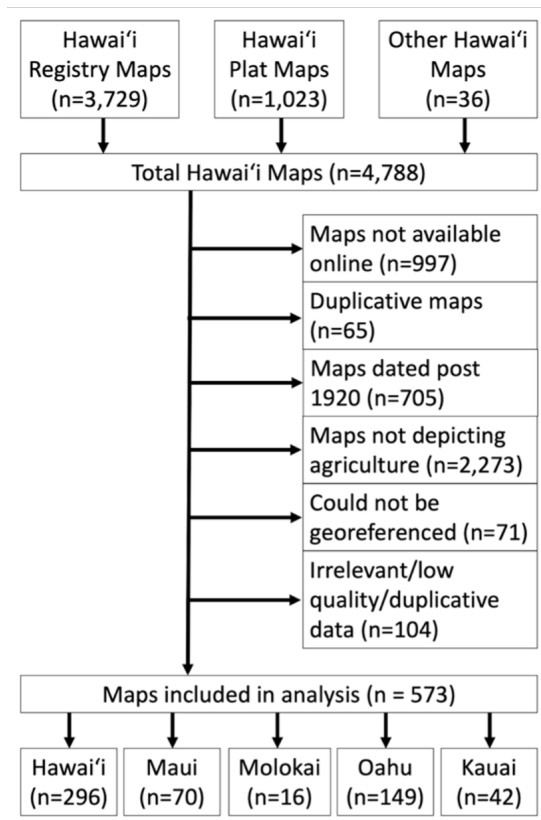 Hawaiʻi
Registry Maps
(n=3,729)
Hawaiʻi
Plat Maps
(n=1,023)
Other Hawaiʻi
Maps
(n=36)
Total Hawaiʻi Maps (n=4,788)
Maps not available
online (n=997)
Duplicative maps
(n=65)
Maps dated post
1920 (n=705)
Maps not depicting
agriculture (n=2,273)
Could not be
georeferenced (n=71)
Irrelevant/low
quality/duplicative
data (n=104)
Maps included in analysis (n = 573)
Hawaiʻi
(n=296)
Maui
(n=70)
Molokai
(n=16)
Oahu
(n=149)
Kauai
(n=42)